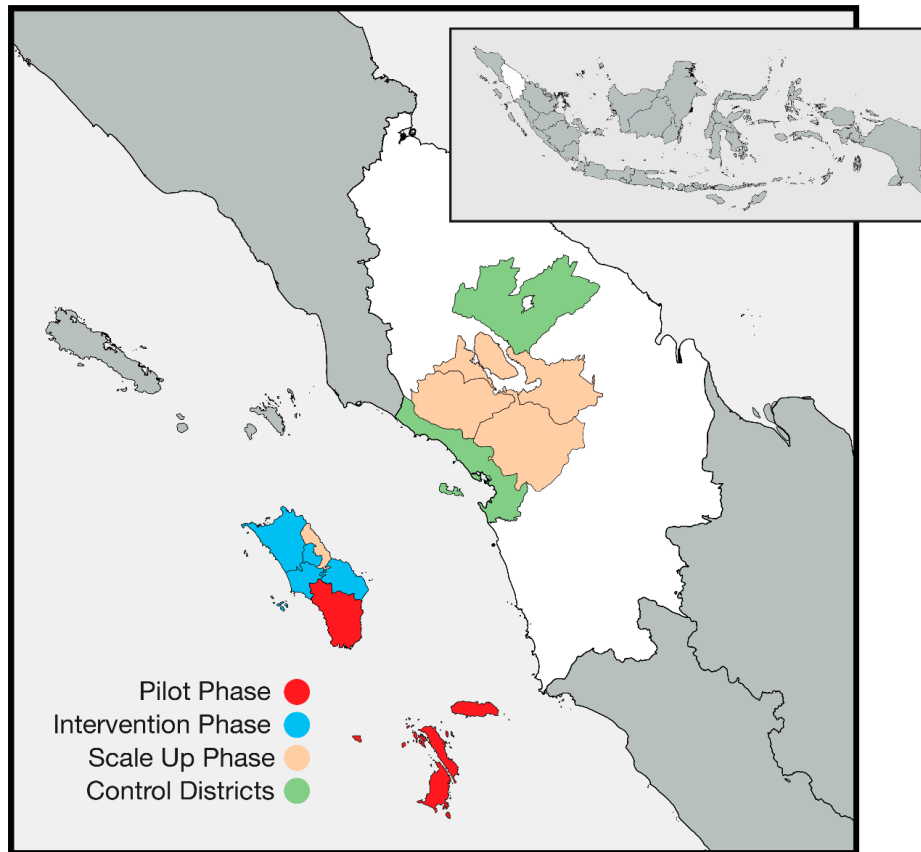 Pilot Phase
Intervention Phase
Scale Up Phase
Control Districts